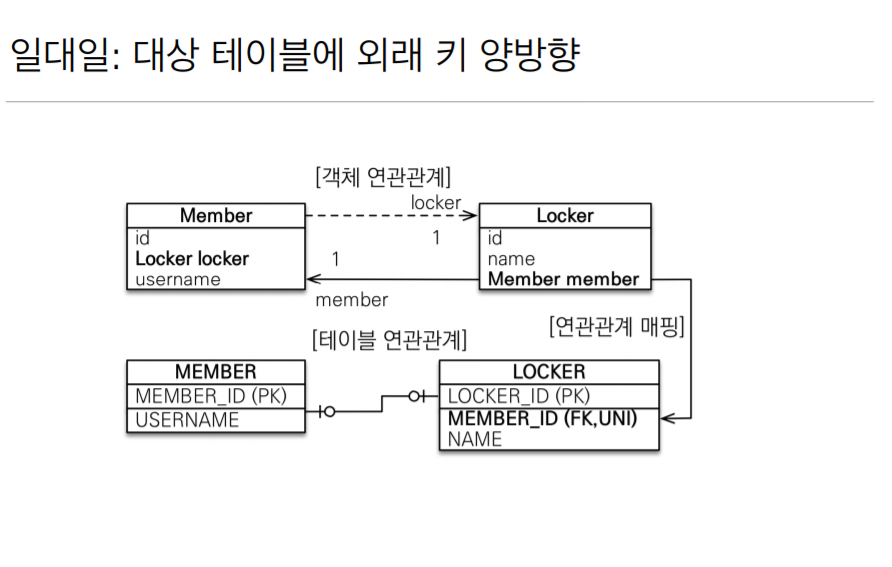 일대일: 대상 테이블에 외래 키 양방향
[객체 연관관계]
locker
Member
Locker
id
1
id
Locker locker
1
name
username
Member member
member
[연관관계 매핑]
[테이블 연관관계]
MEMBER
LOCKER
MEMBER_ID (PK)
LOCKER_ID (PK)
USERNAME
MEMBER_ID (FK,UNI)
NAME